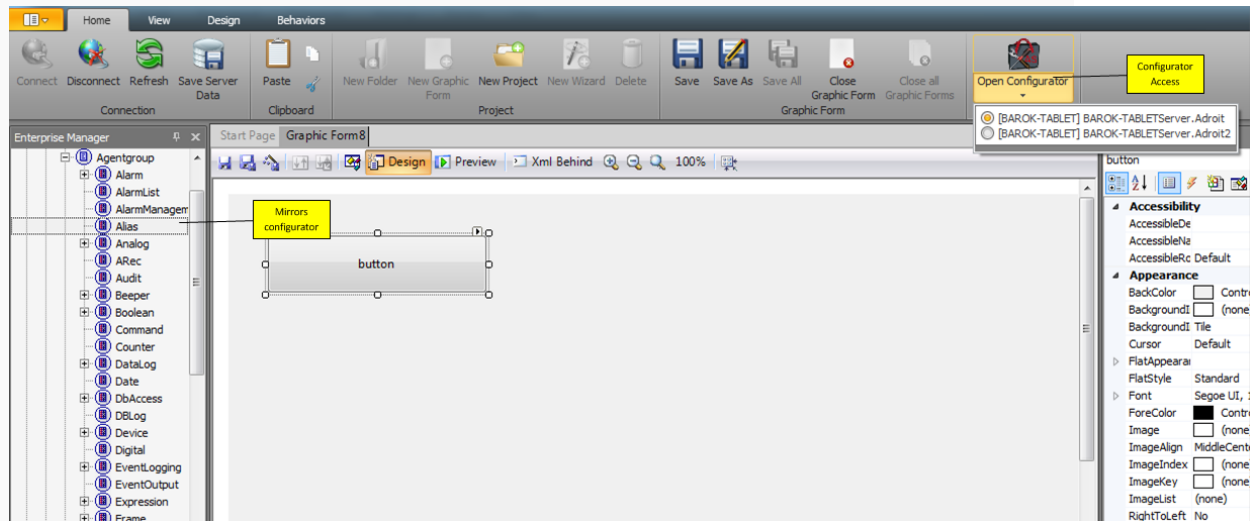 Home View Design Behaviors
Connect Disconnect Refresh Save Server Data
Connection
Paste
Clipboard
New Folder New Graphic Form New Project New Wizard Delete
Project
Save Save As Save All Close Graphic Form Close all Graphic Forms
Graphic Form
Open Configurator
Configurator
Access
[BAROK-TABLET] BAROK-TABLETServer.Adroit
[BAROK-TABLET] BAROK-TABLETServer.Adroit2
Enterprise Manager
Agentgroup
Alarm
AlarmList
AlarmManagem
Alias
Analog
ARec
Audit
Beeper
Boolean
Command
Counter
DataLog
Date
DbAccess
DBLog
Device
Digital
EventLogging
EventOutput
Expression
Frame
Start Page Graphic Form8
Design Preview Xml Behind 100%
Mirrors
configurator
button
button
Accessibility
AccessibleDe
AccessibleNa
AccessibleRc Default
Appearance
BackColor Contro
BackgroundI (none
BackgroundI Tile
Cursor Default
FlatAppearar
FlatStyle Standard
Font Segoe UI, 1
ForeColor Contro
Image (none
ImageAlign MiddleCente
ImageIndex (none
ImageKey (none
ImageList (none)
RightToLeft No